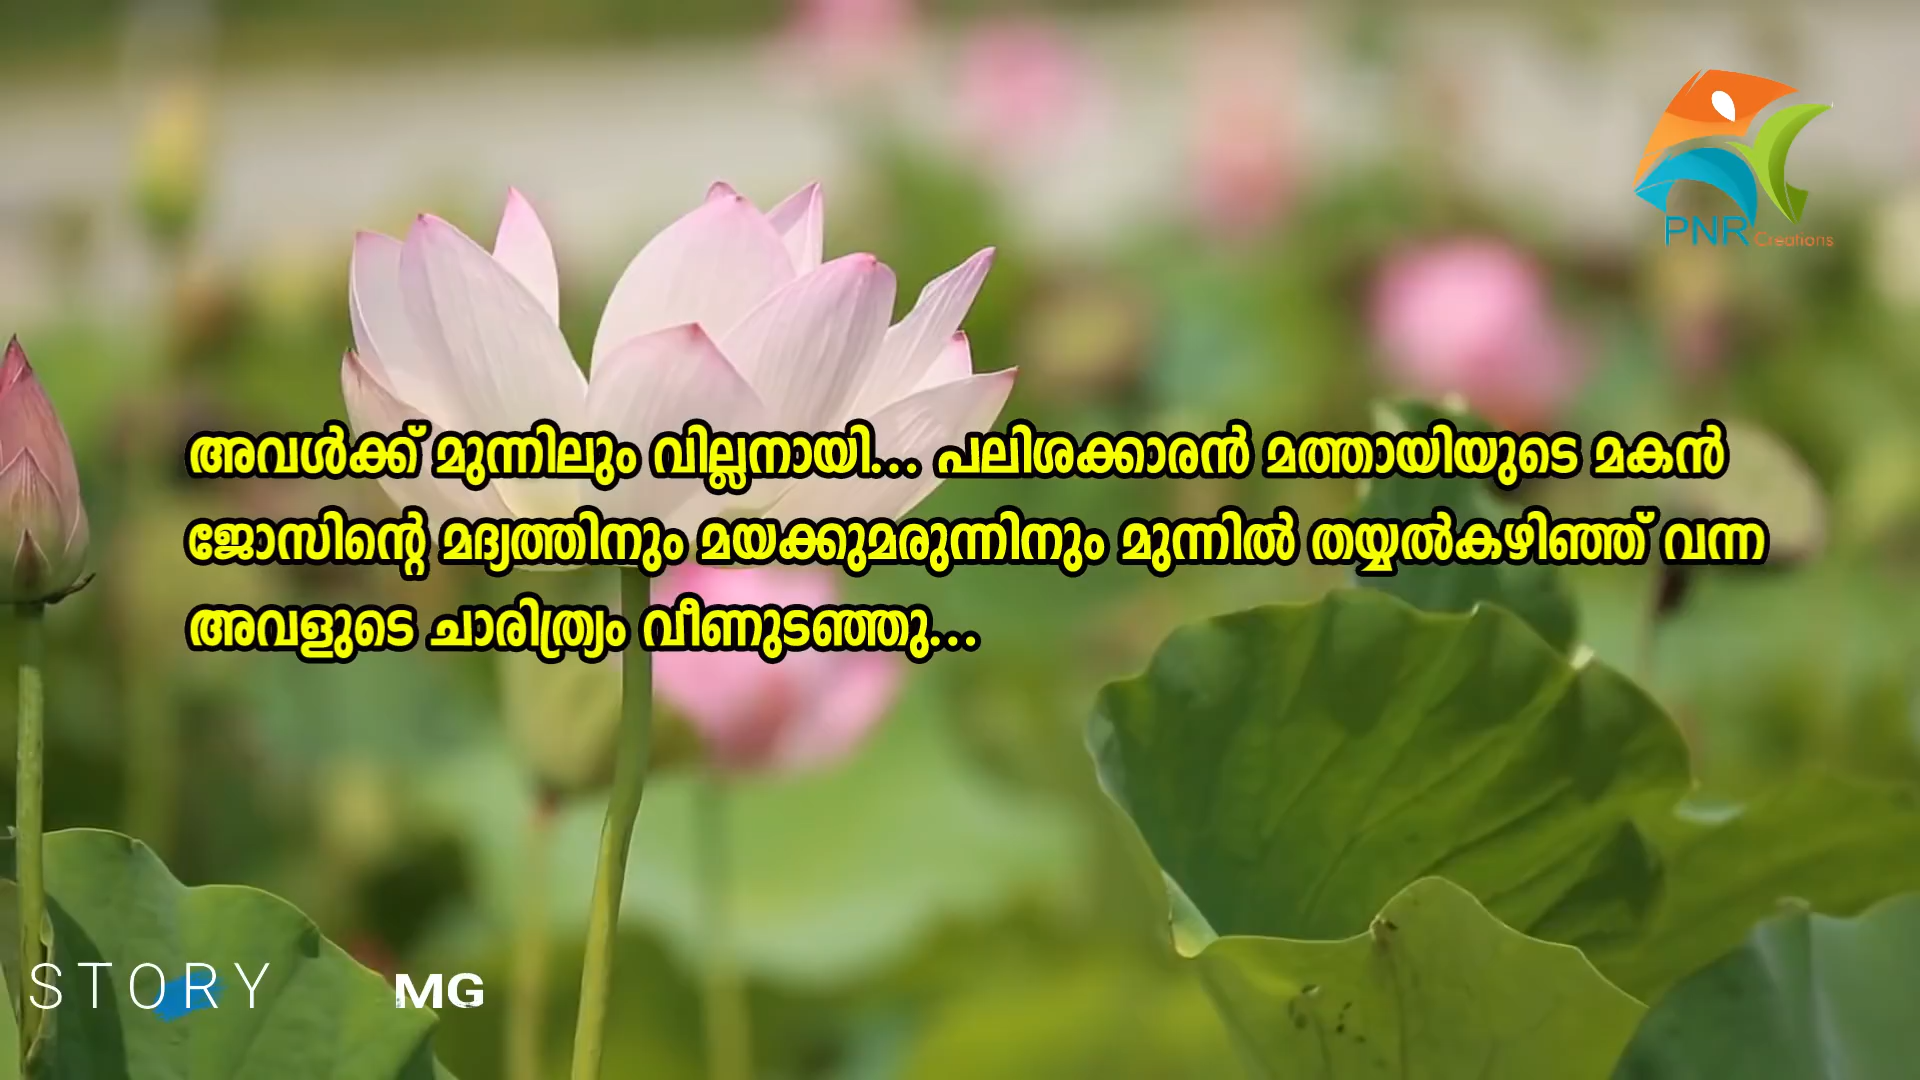 PNR Creations
അവൾക്ക് മുന്നിലും വില്ലനായി... പലിശക്കാരൻ മത്തായിയുടെ മകൻ
ജോസിന്റെ മദ്യത്തിനും മയക്കുമരുന്നിനും മുന്നിൽ തയ്യൽകഴിഞ്ഞ് വന്ന
അവളുടെ ചാരിത്ര്യം വീണുടഞ്ഞു...
STORY MG